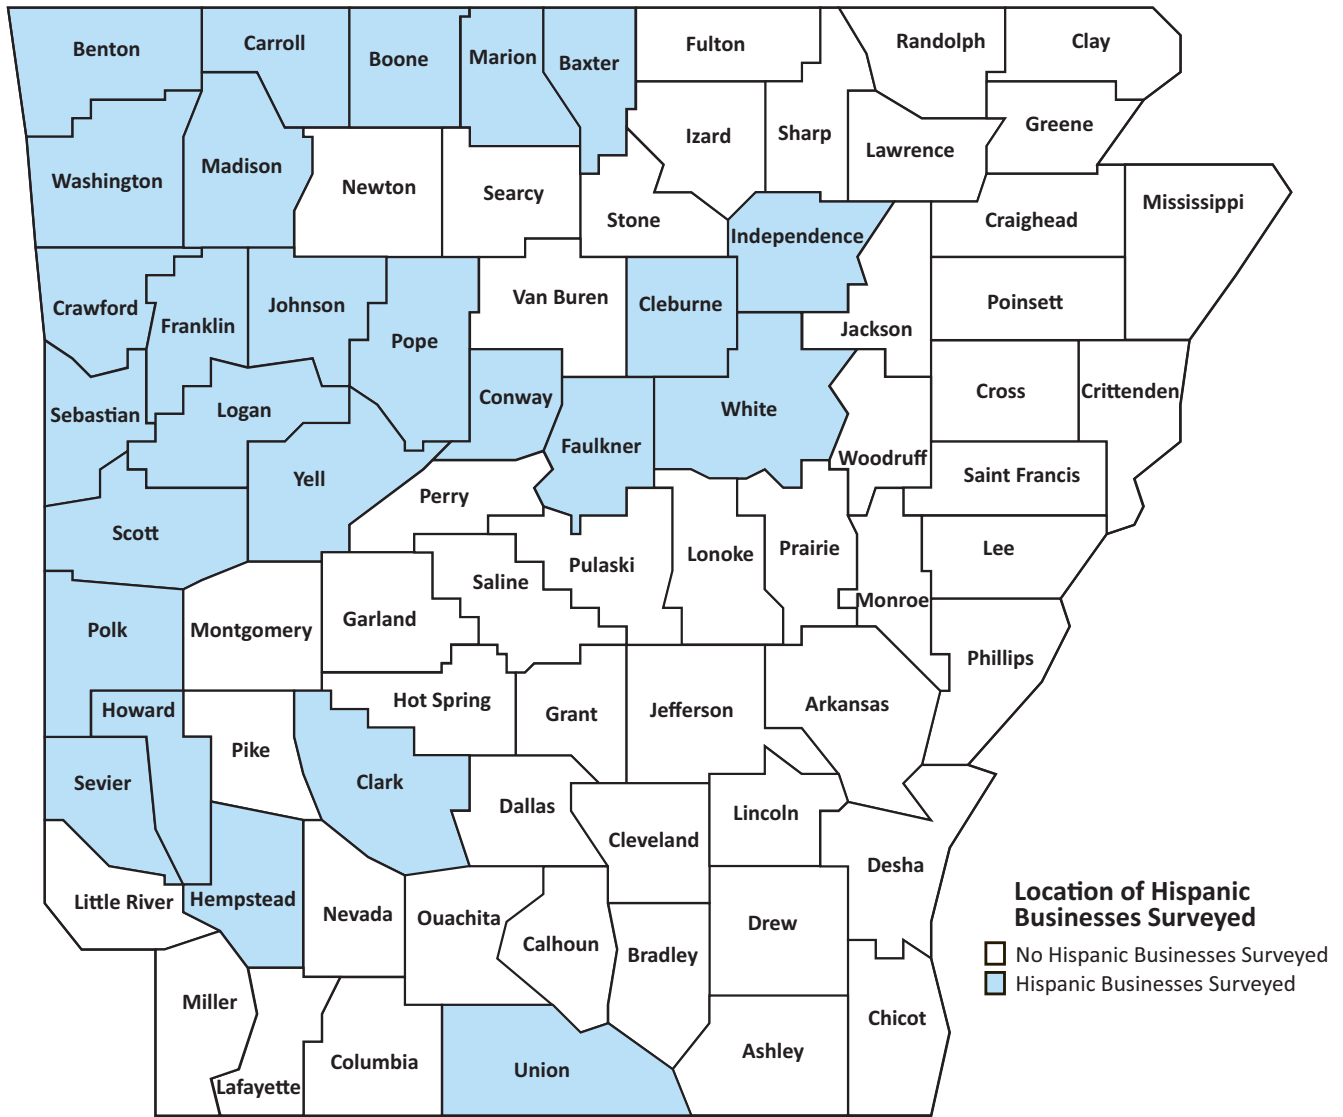 Benton
Carroll
Boone
Marion
Baxter
Fulton
Randolph
Clay
Washington
Madison
Newton
Searcy
Stone
Izard
Sharp
Lawrence
Greene
Craighead
Mississippi
Independence
Crawford
Franklin
Johnson
Pope
Van Buren
Cleburne
Jackson
Poinsett
Sebastian
Logan
Conway
Faulkner
White
Woodruff
Cross
Crittenden
Saint Francis
Scott
Yell
Perry
Pulaski
Lonoke
Prairie
Monroe
Lee
Polk
Montgomery
Garland
Saline
Phillips
Howard
Pike
Hot Spring
Grant
Jefferson
Arkansas
Sevier
Clark
Dallas
Cleveland
Lincoln
Desha
Little River
Hempstead
Nevada
Ouachita
Calhoun
Bradley
Drew
Miller
Lafayette
Columbia
Union
Ashley
Chicot
Location of Hispanic
Businesses Surveyed
No Hispanic Businesses Surveyed
Hispanic Businesses Surveyed